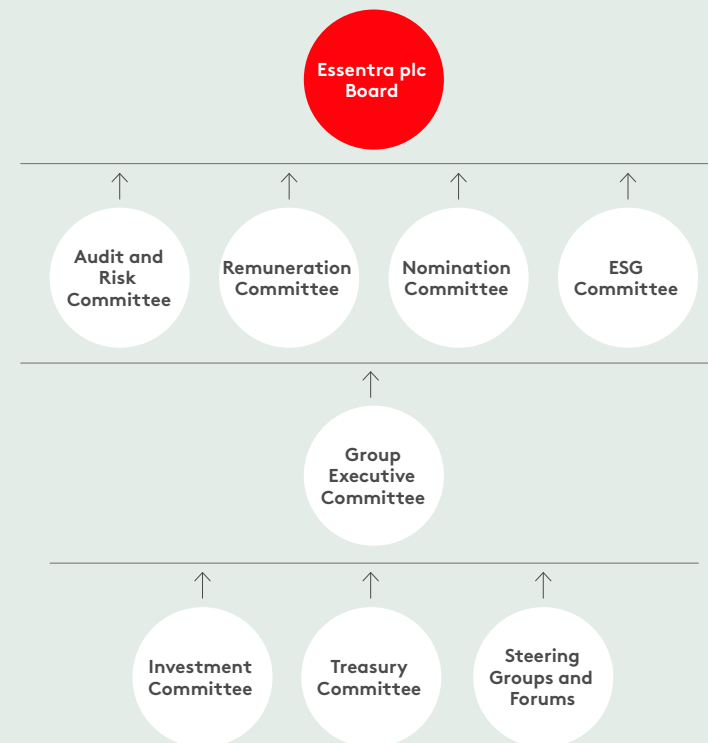 Essentra plc
Board
Audit and
Risk
Committee
Remuneration
Committee
Nomination
Committee
ESG
Committee
Group
Executive
Committee
Investment
Committee
Treasury
Committee
Steering
Groups and
Forums